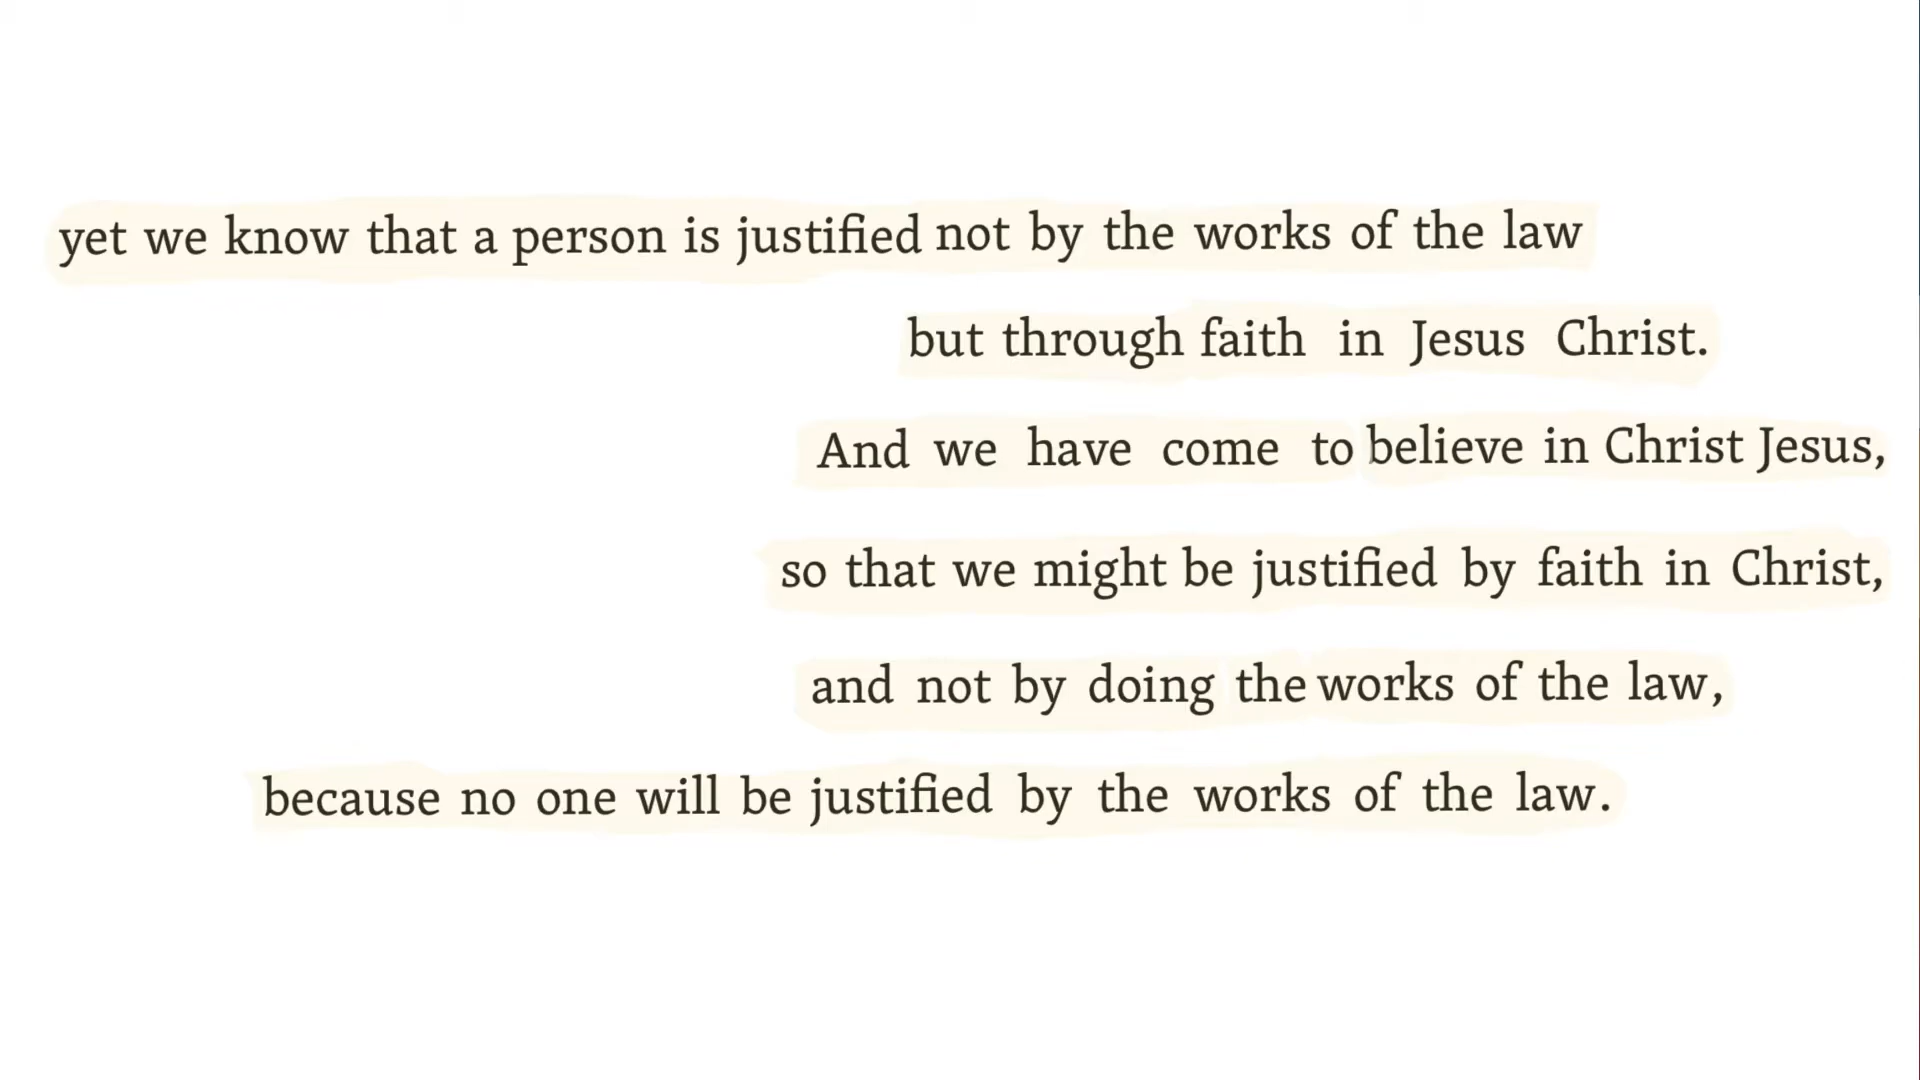 yet we know that a person is justified not by the works of the law
but through faith in Jesus Christ.
And we have come to believe in Christ Jesus,
so that we might be justified by faith in Christ,
and not by doing the works of the law,
because no one will be justified by the works of the law.